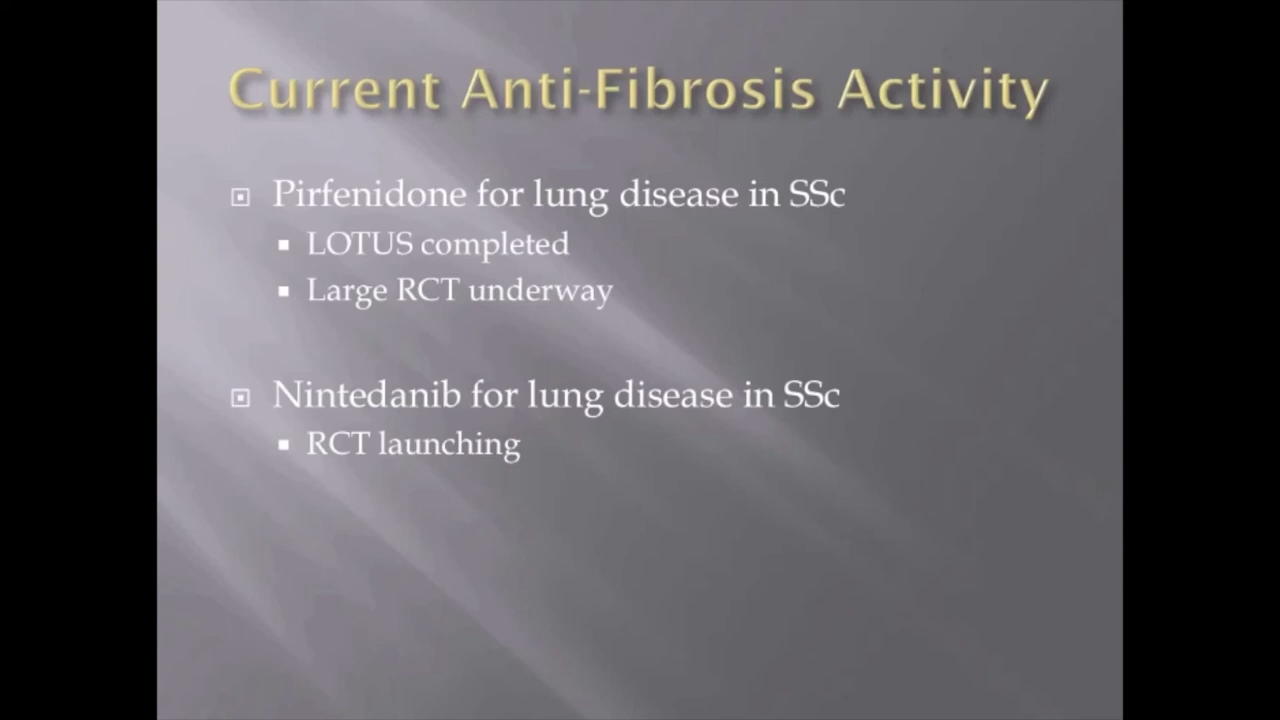 Current Anti-Fibrosis Activity
Pirfenidone for lung disease in SSc
LOTUS completed
Large RCT underway
Nintedanib for lung disease in SSc
RCT launching